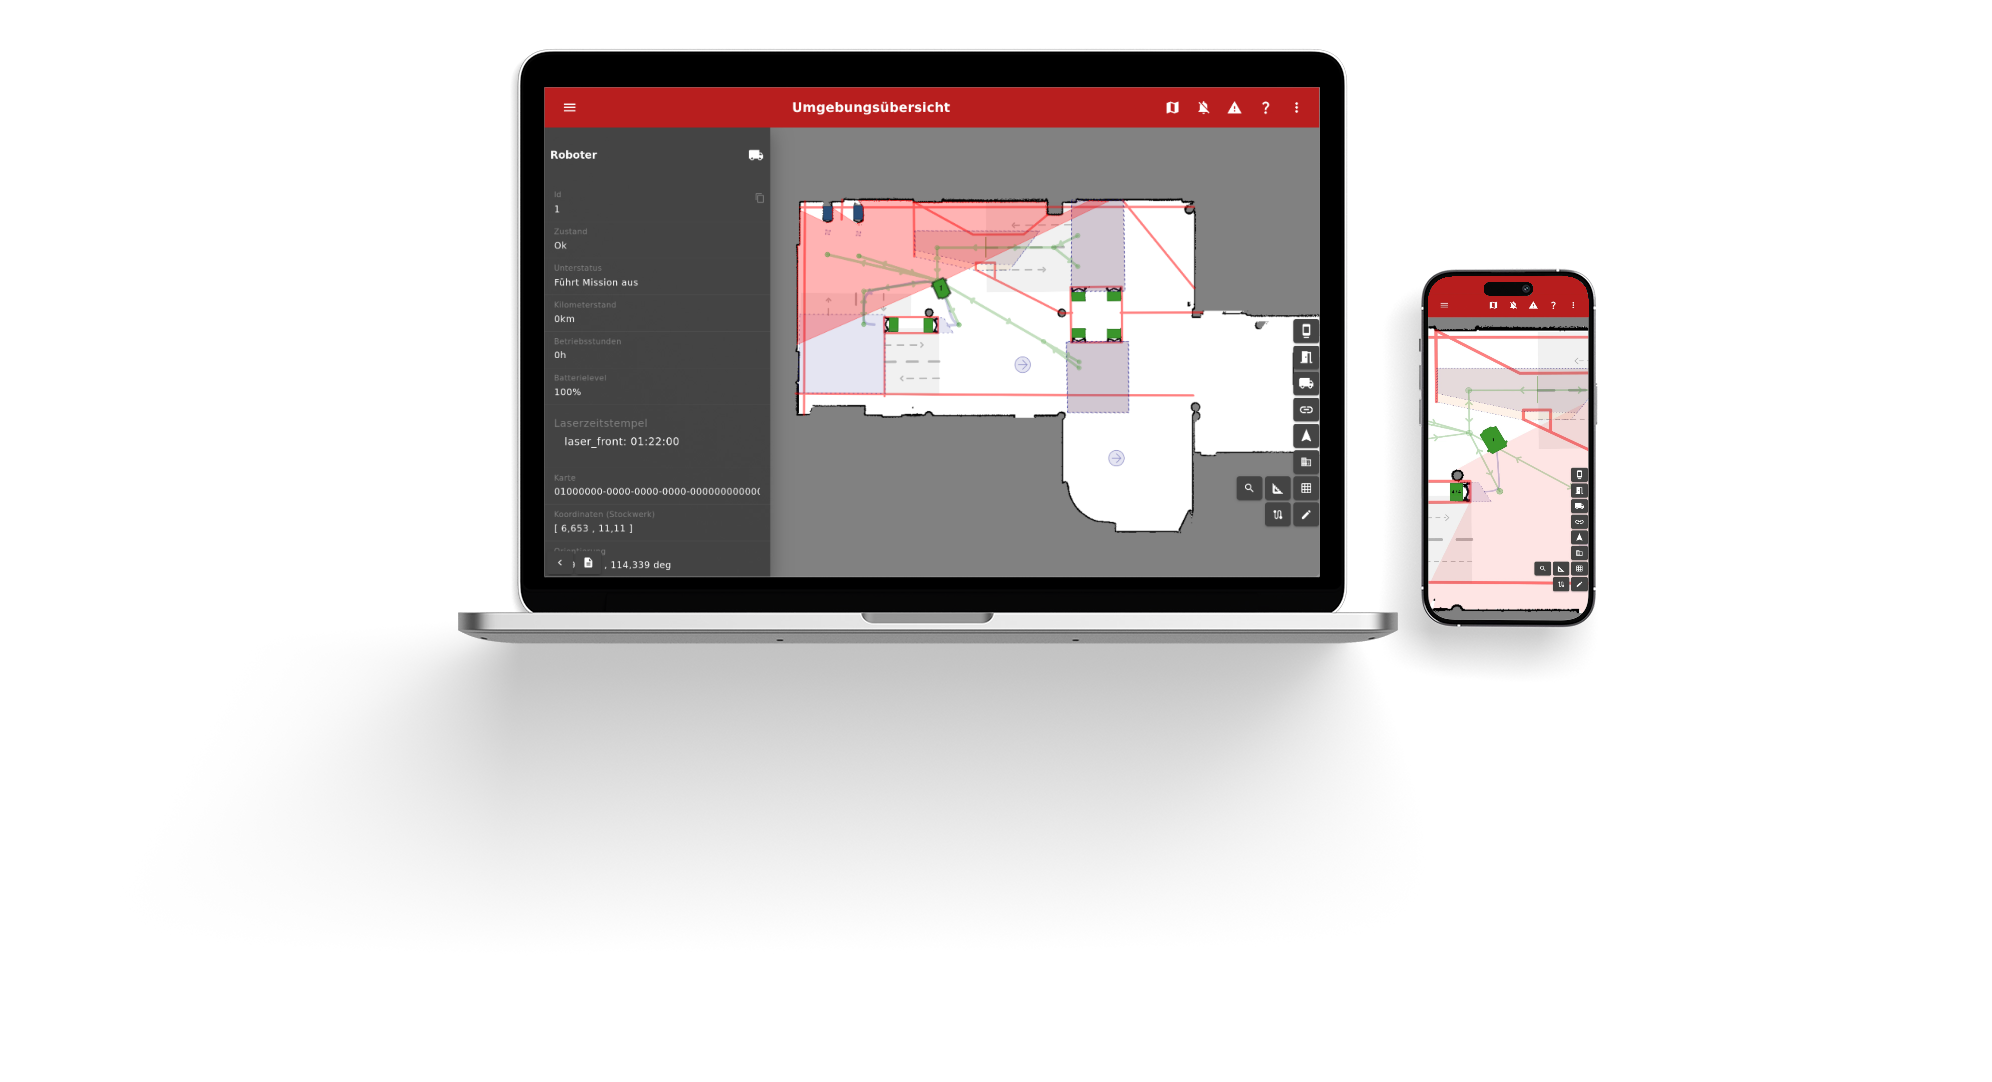 Umgebungsübersicht
Roboter
Id
1
Zustand
Ok
Unterstatus
Führt Mission aus
Kilometerstand
0km
Betriebsstunden
0h
Batterielevel
100%
Laserzeitstempel
laser_front: 01:22:00
Karte
01000000-0000-0000-0000-00000000000(
Koordinaten (Stockwerk)
[ 6,653 , 11,11 ]
Orientierung
, 114,339 deg